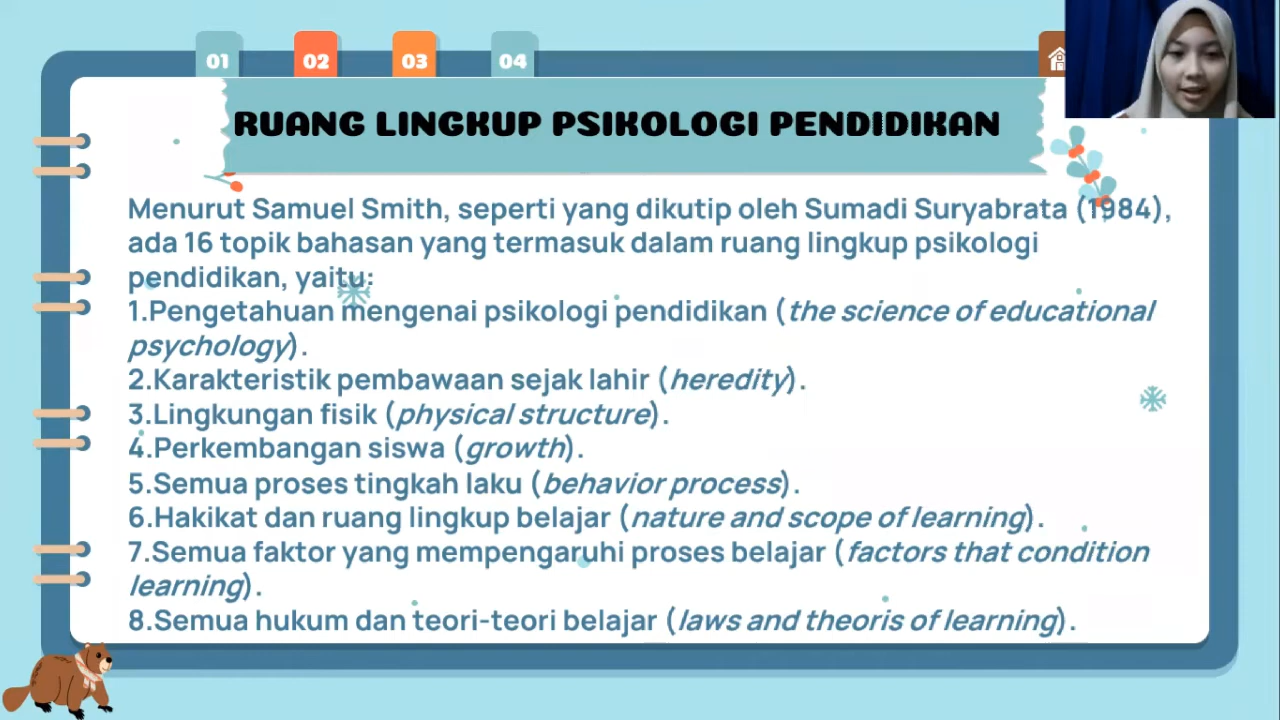 01 02 03 04
RUANG LINGKUP PSIKOLOGI PENDIDIKAN
Menurut Samuel Smith, seperti yang dikutip oleh Sumadi Suryabrata (1984),
ada 16 topik bahasan yang termasuk dalam ruang lingkup psikologi
pendidikan, yaitu:
1.Pengetahuan mengenai psikologi pendidikan (the science of educational
psychology).
2.Karakteristik pembawaan sejak lahir (heredity).
3.Lingkungan fisik (physical structure).
4.Perkembangan siswa (growth).
5.Semua proses tingkah laku (behavior process).
6.Hakikat dan ruang lingkup belajar (nature and scope of learning).
7.Semua faktor yang mempengaruhi proses belajar (factors that condition
learning).
8.Semua hukum dan teori-teori belajar (laws and theoris of learning).